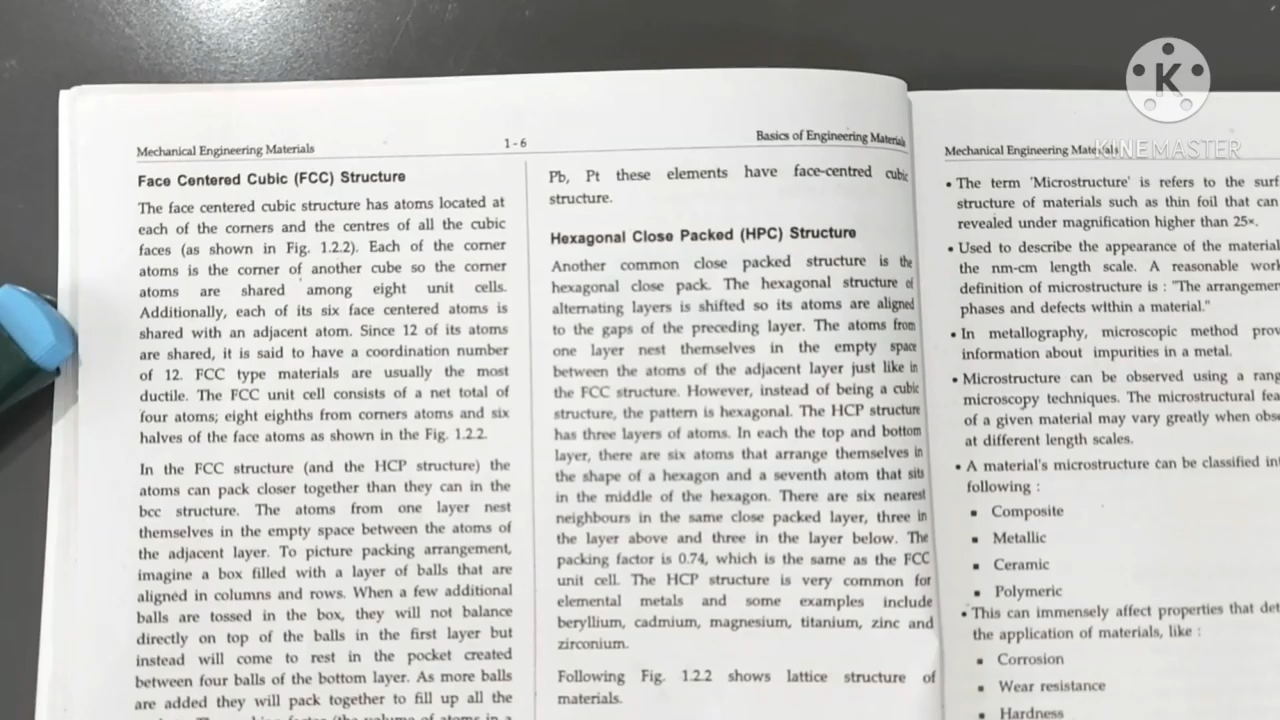 K
KINEMASTER
Mechanical Engineering Materials
1 - 6
Basics of Engineering Materials
Face Centered Cubic (FCC) Structure
The face centered cubic structure has atoms located at
each of the corners and the centres of all the cubic
faces (as shown in Fig. 1.2.2). Each of the corner
atoms is the corner of another cube so the corner
atoms are shared among eight unit cells.
Additionally, each of its six face centered atoms is
shared with an adjacent atom. Since 12 of its atoms
are shared, it is said to have a coordination number
of 12. FCC type materials are usually the most
ductile. The FCC unit cell consists of a net total of
four atoms; eight eighths from corners atoms and six
halves of the face atoms as shown in the Fig. 1.2.2.
In the FCC structure (and the HCP structure) the
atoms can pack closer together than they can in the
bcc structure. The atoms from one layer nest
themselves in the empty space between the atoms of
the adjacent layer. To picture packing arrangement,
imagine a box filled with a layer of balls that are
aligned in columns and rows. When a few additional
balls are tossed in the box, they will not balance
directly on top of the balls in the first layer but
instead will come to rest in the pocket created
between four balls of the bottom layer. As more balls
are added they will pack together to fill up all the
Pb, Pt these elements have face-centred cubic
structure.
Hexagonal Close Packed (HPC) Structure
Another common close packed structure is the
hexagonal close pack. The hexagonal structure of
alternating layers is shifted so its atoms are aligned
to the gaps of the preceding layer. The atoms from
one layer nest themselves in the empty space
between the atoms of the adjacent layer just like in
the FCC structure. However, instead of being a cubic
structure, the pattern is hexagonal. The HCP structure
has three layers of atoms. In each the top and bottom
layer, there are six atoms that arrange themselves in
the shape of a hexagon and a seventh atom that sits
in the middle of the hexagon. There are six nearest
neighbours in the same close packed layer, three in
the layer above and three in the layer below. The
packing factor is 0.74, which is the same as the FCC
unit cell. The HCP structure is very common for
elemental metals and some examples include
beryllium, cadmium, magnesium, titanium, zinc and
zirconium.
Following Fig. 1.2.2 shows lattice structure of
materials.
Mechanical Engineering
• The term 'Microstructure' is refers to the surf
structure of materials such as thin foil that can
revealed under magnification higher than 25×.
• Used to describe the appearance of the material
the nm-cm length scale. A reasonable work
definition of microstructure is : "The arrangemen
phases and defects within a material."
• In metallography, microscopic method prov
information about impurities in a metal.
• Microstructure can be observed using a rang
microscopy techniques. The microstructural fea
of a given material may vary greatly when obse
at different length scales.
• A material's microstructure can be classified int
following :
▪ Composite
▪ Metallic
▪ Ceramic
▪ Polymeric
• This can immensely affect properties that det
the application of materials, like :
▪ Corrosion
▪ Wear resistance
▪ Hardness